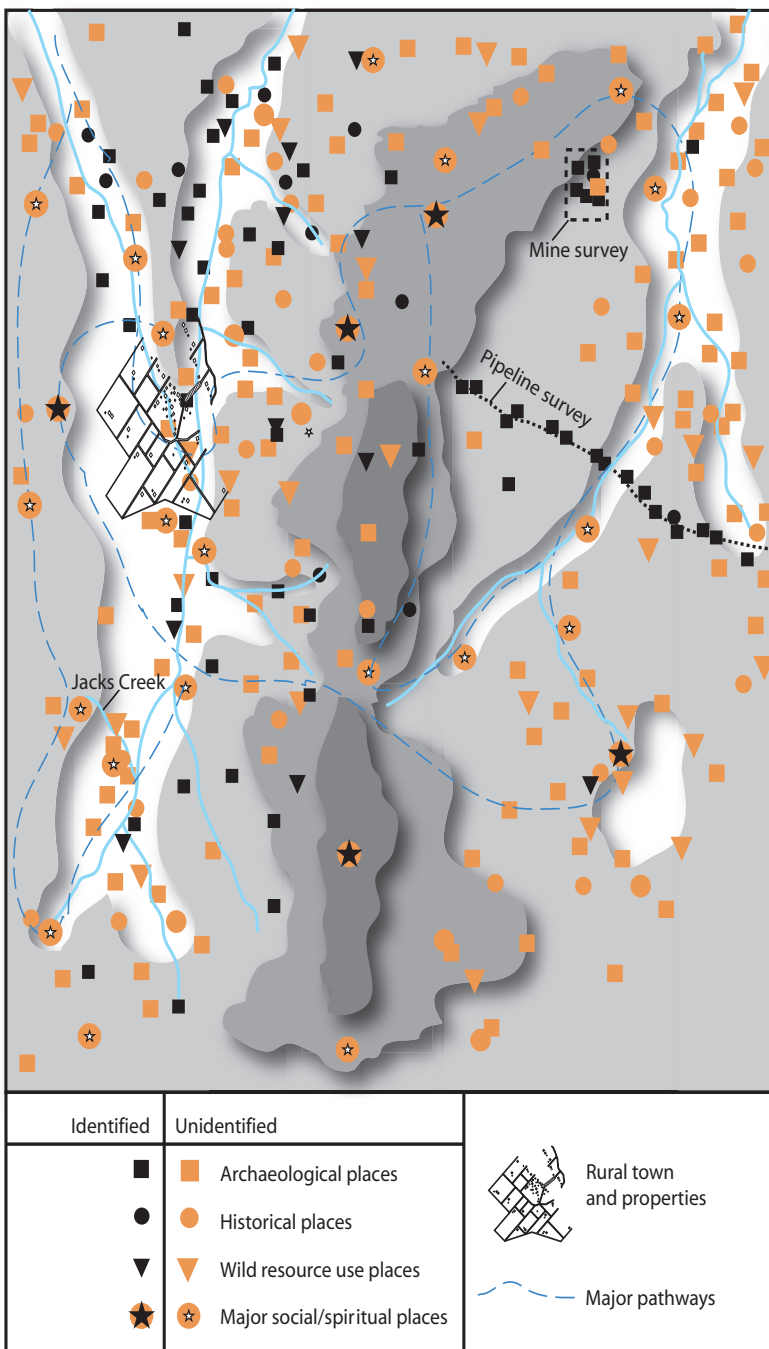 Mine survey
Pipeline survey
Jacks Creek
Identified
Unidentified
Archaeological places
Historical places
Wild resource use places
Major social/spiritual places
Rural town
and properties
Major pathways